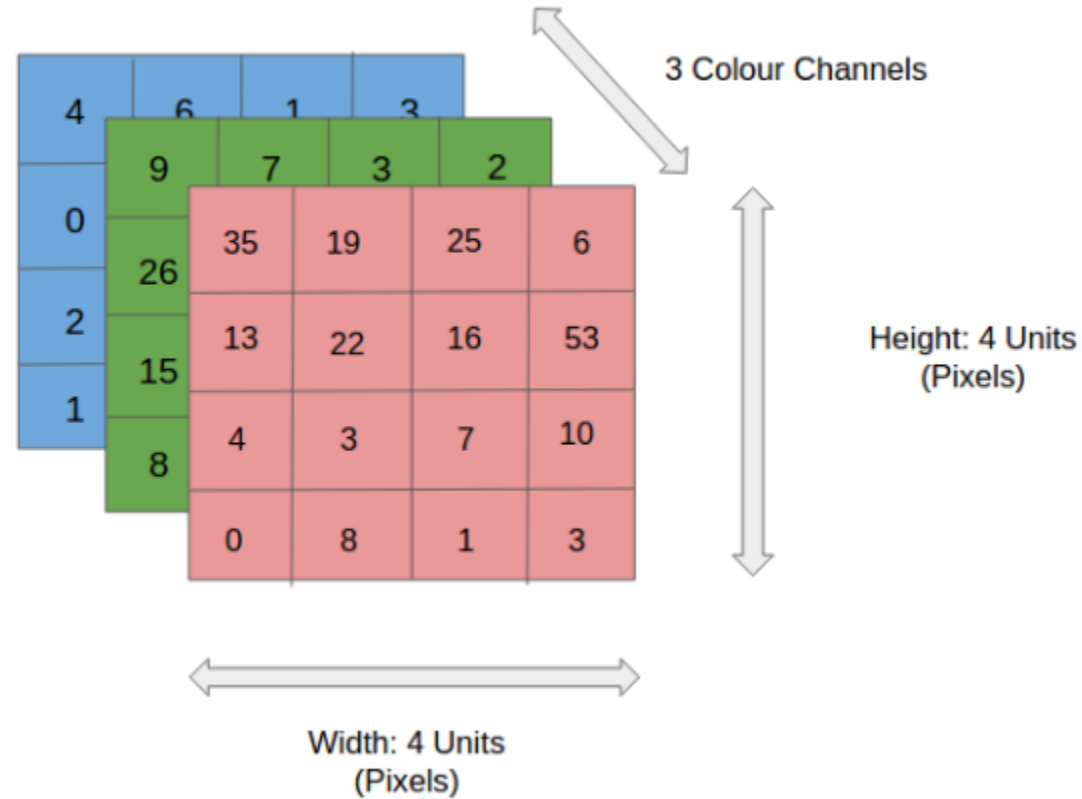 3 Colour Channels
4 6 1 3
9 7 3 2
0
35 19 25 6
26
2
13 22 16 53
Height: 4 Units
(Pixels)
15
1
4 3 7 10
8
0 8 1 3
Width: 4 Units
(Pixels)